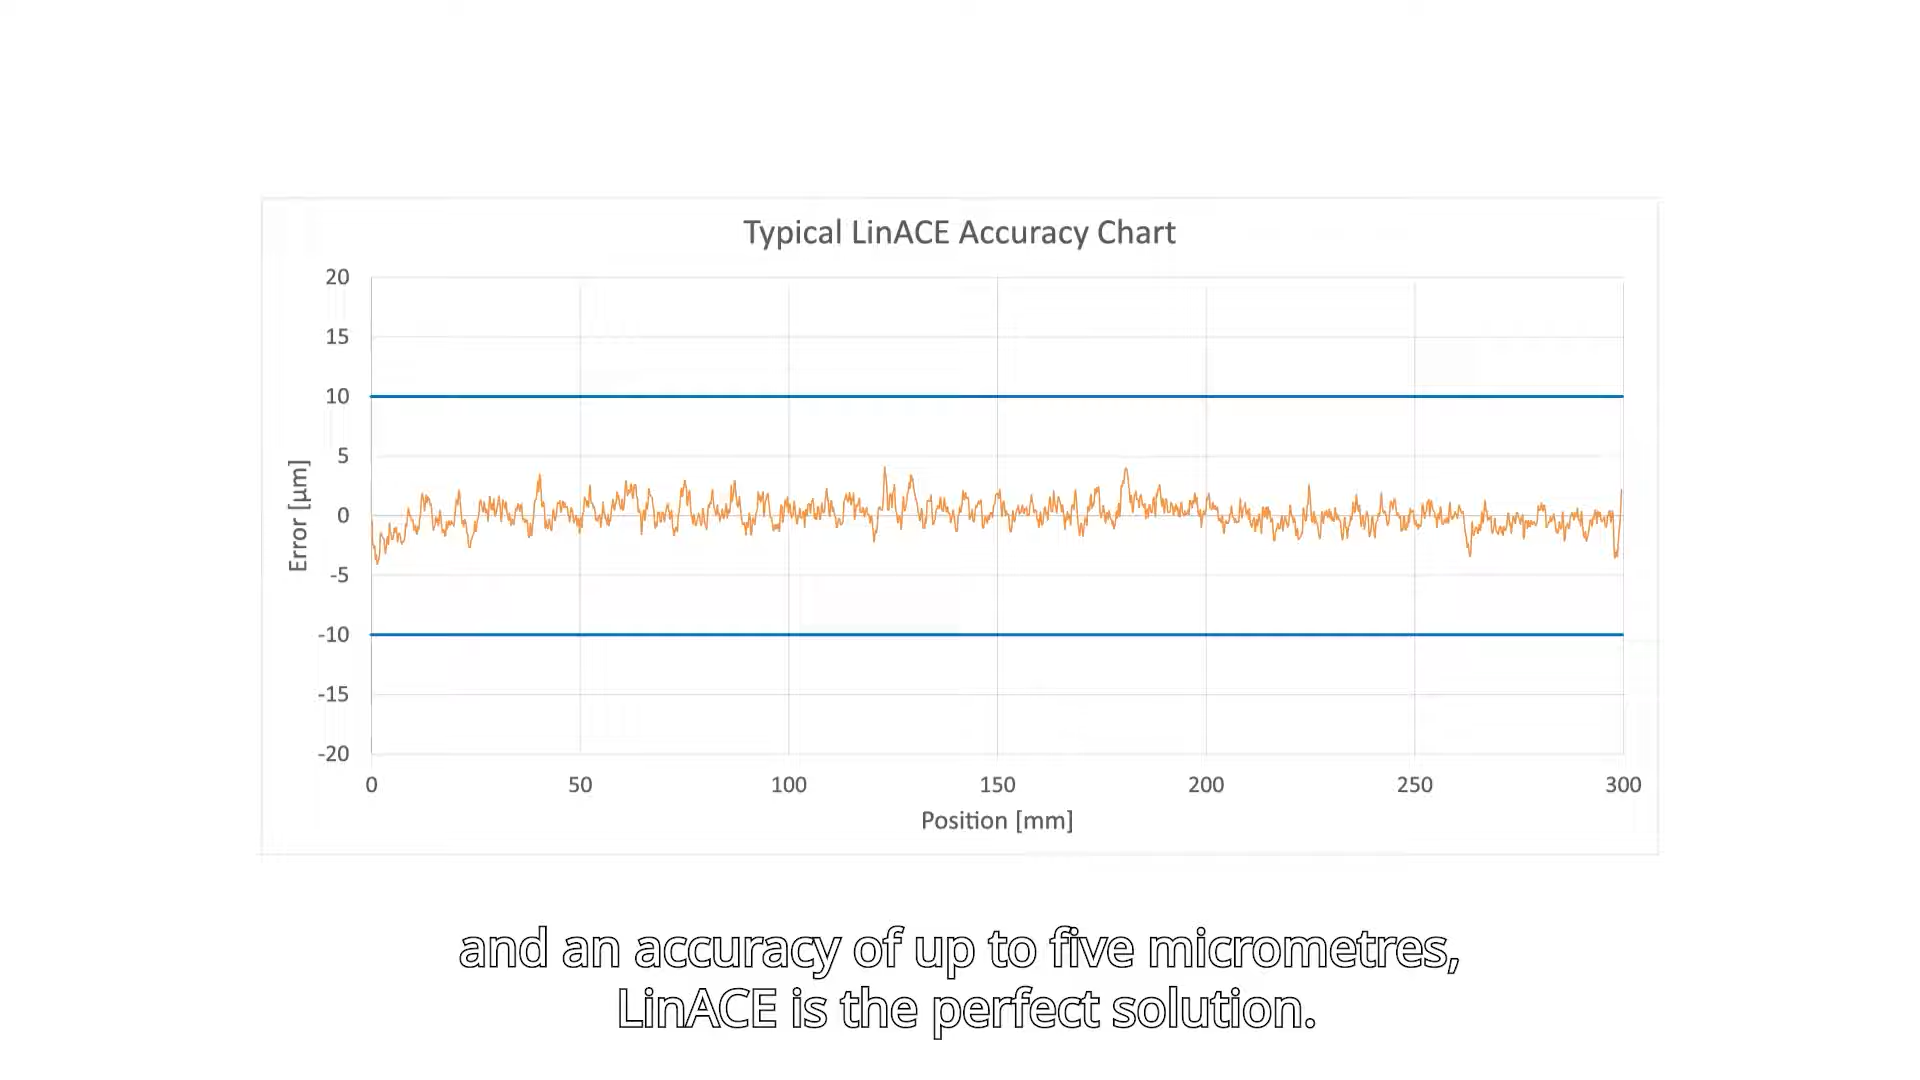 Typical LinACE Accuracy Chart
20
15
10
5
0
-5
-10
-15
-20
Error [µm]
0 50 100 150 200 250 300
Position [mm]
and an accuracy of up to five micrometres,
LinACE is the perfect solution.